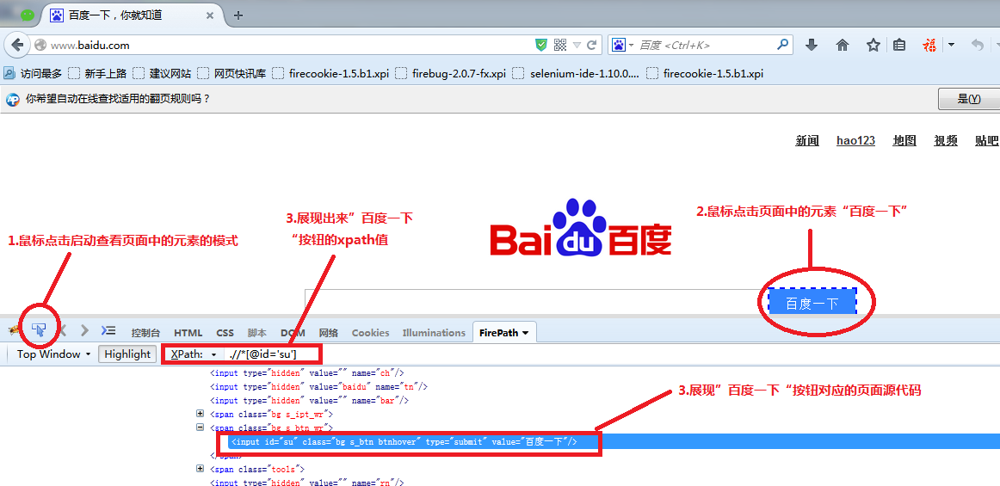 百度一下，你就知道
www.baidu.com
百度 <Ctrl+K>
访问最多 新手上路 建议网站 网页快讯库 firecookie-1.5.b1.xpi firebug-2.0.7-fx.xpi selenium-ide-1.10.0.... firecookie-1.5.b1.xpi
你希望自动在线查找适用的翻页规则吗？
是(Y)
新闻 hao123 地图 视频 贴吧
1.鼠标点击启动查看页面中的元素的模式
3.展现出来”百度一下
“按钮的xpath值
2.鼠标点击页面中的元素“百度一下”
Bai du 百度
百度一下
控制台 HTML CSS 脚本 DOM 网络 Cookies Illuminations FirePath
Top Window Highlight XPath: .//*[@id='su']
<input type="hidden" value="" name="ch"/>
<input type="hidden" value="baidu" name="tn"/>
<input type="hidden" value="" name="bar"/>
<span class="bg s_ipt_wr">
<span class="bg s_btn_wr">
<input id="su" class="bg s_btn btnhover" type="submit" value="百度一下"/>
</span>
<span class="tools">
<input type="hidden" value="" name="rn"/>
3.展现”百度一下“按钮对应的页面源代码